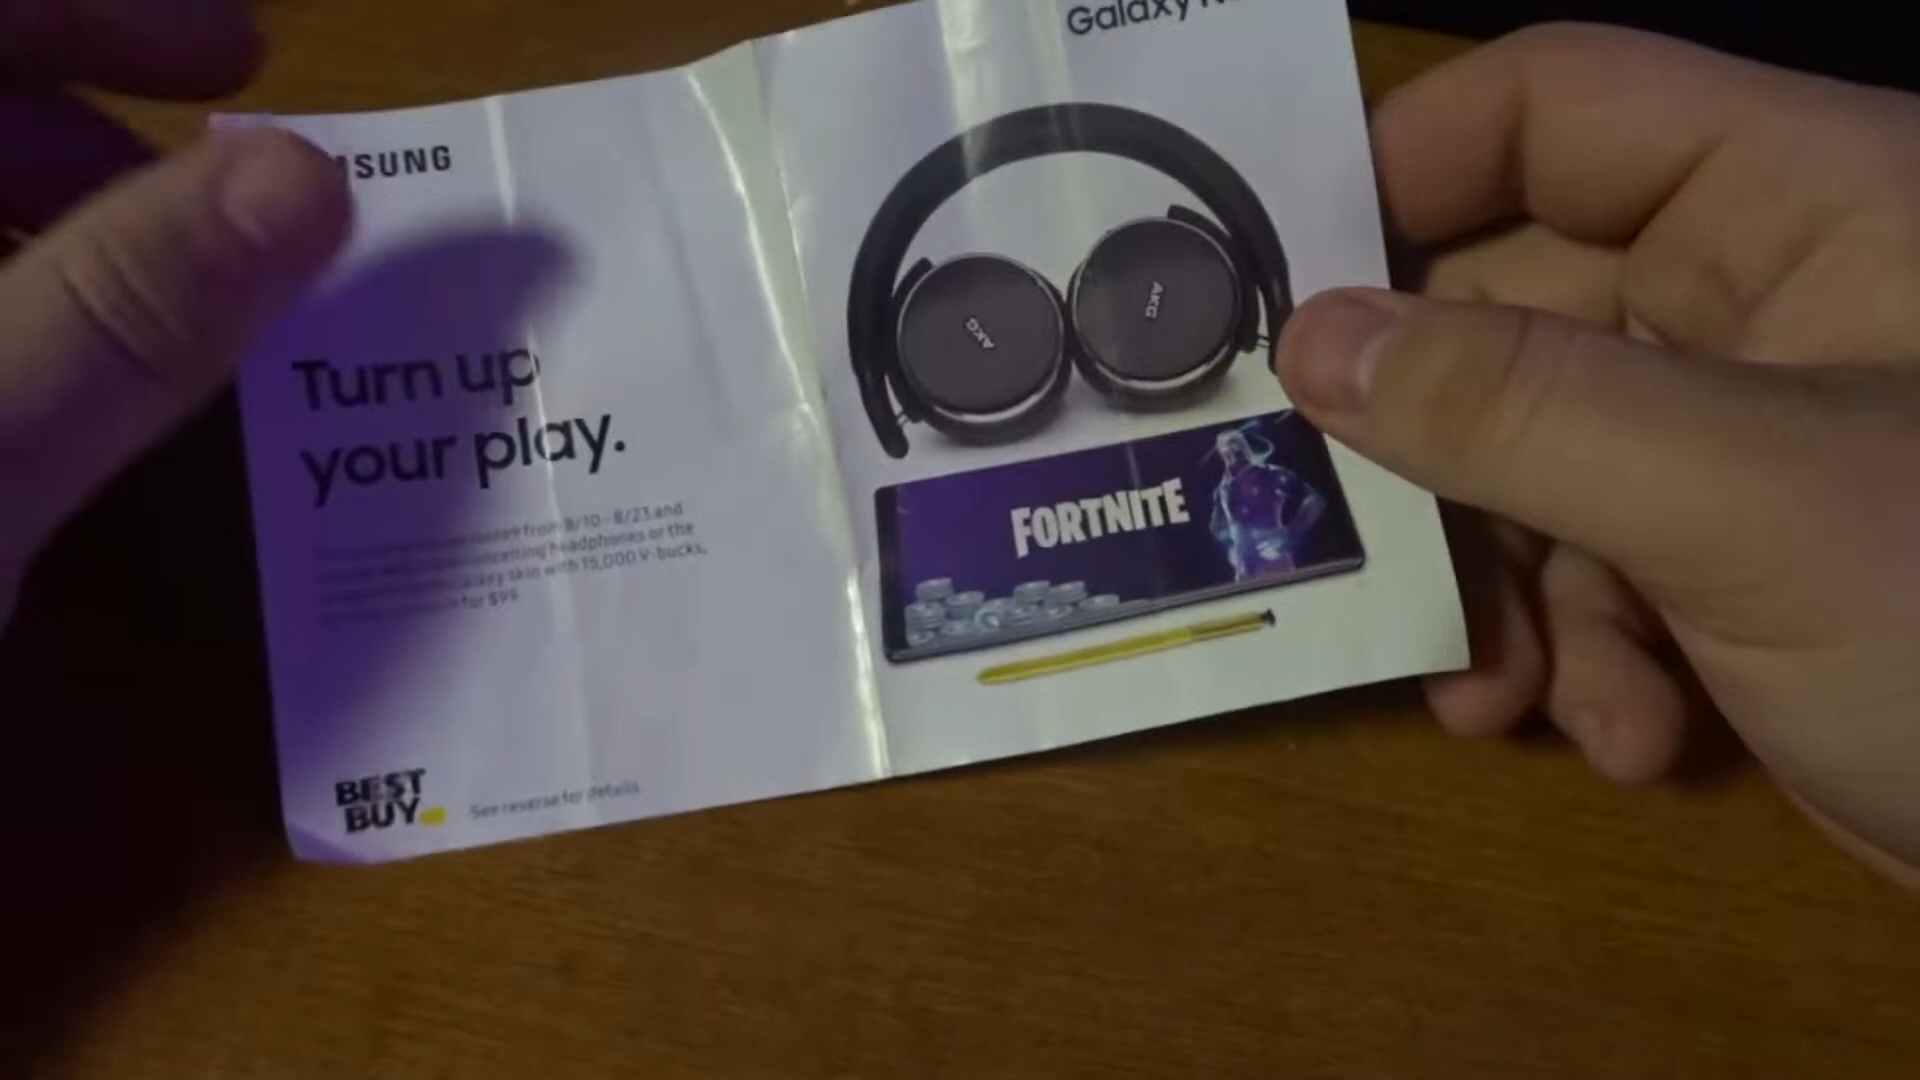 Galaxy
SUNG
Turn up
your play.
from 8/10 - 8/23 and
headphones or the
skin with 15,000 V-bucks,
for $99
AKG
AKG
FORTNITE
BEST
BUY
See reverse for details.